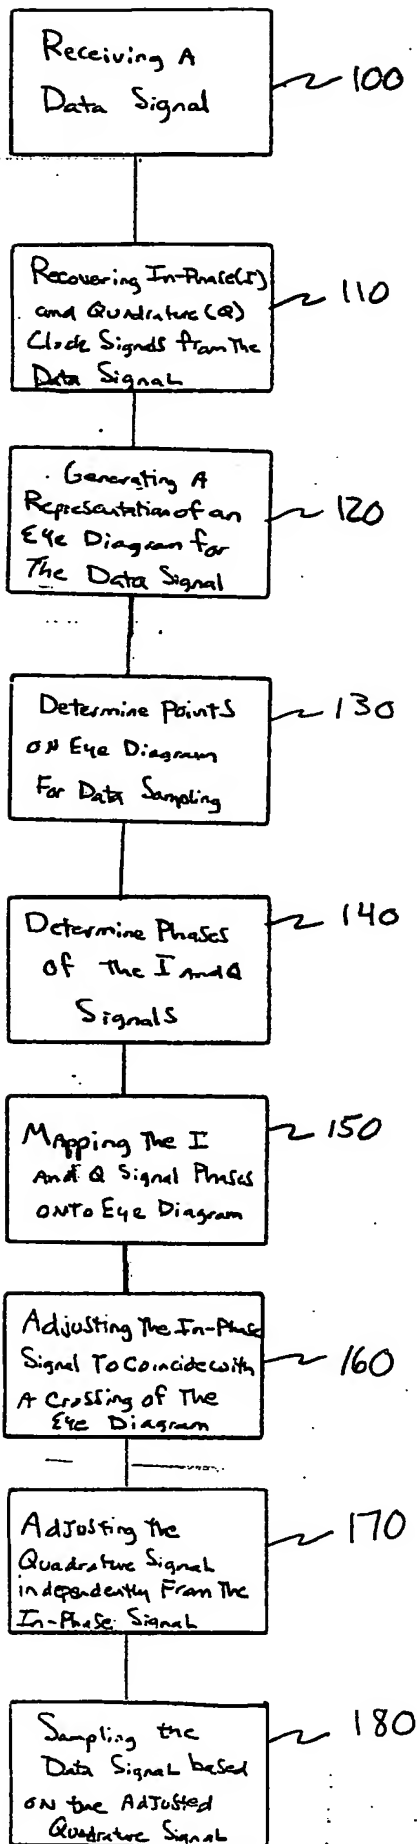 Receiving A
Data Signal
100
Recovering In-Phase(I)
and Quadrature (Q)
Clock Signals from The
Data Signal
110
Generating A
Representation of an
Eye Diagram for
The Data Signal
120
Determine Points
ON Eye Diagram
For Data Sampling
130
Determine Phases
of the I and Q
Signals
140
Mapping The I
And Q Signal Phases
onto Eye Diagram
150
Adjusting The In-Phase
Signal To Coincide with
A Crossing of The
Eye Diagram
160
Adjusting the
Quadrature Signal
independently From The
In-Phase Signal
170
Sampling the
Data Signal based
on the Adjusted
Quadrature Signal
180